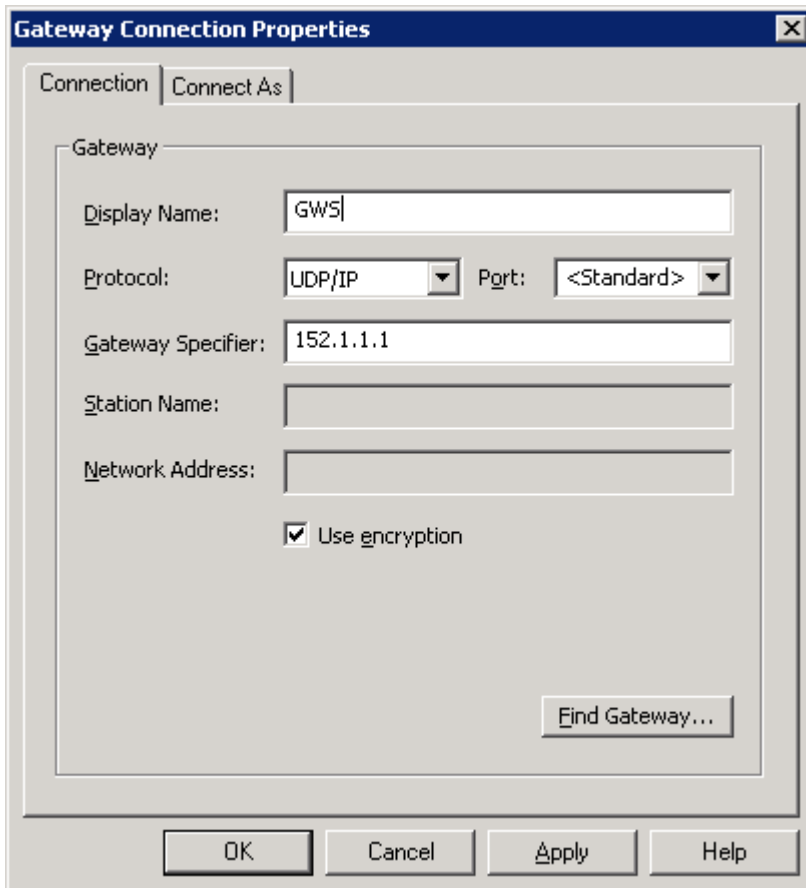 Gateway Connection Properties
Connection Connect As
Gateway
Display Name: GWS
Protocol: UDP/IP Port: <Standard>
Gateway Specifier: 152.1.1.1
Station Name:
Network Address:
Use encryption
Find Gateway...
OK Cancel Apply Help